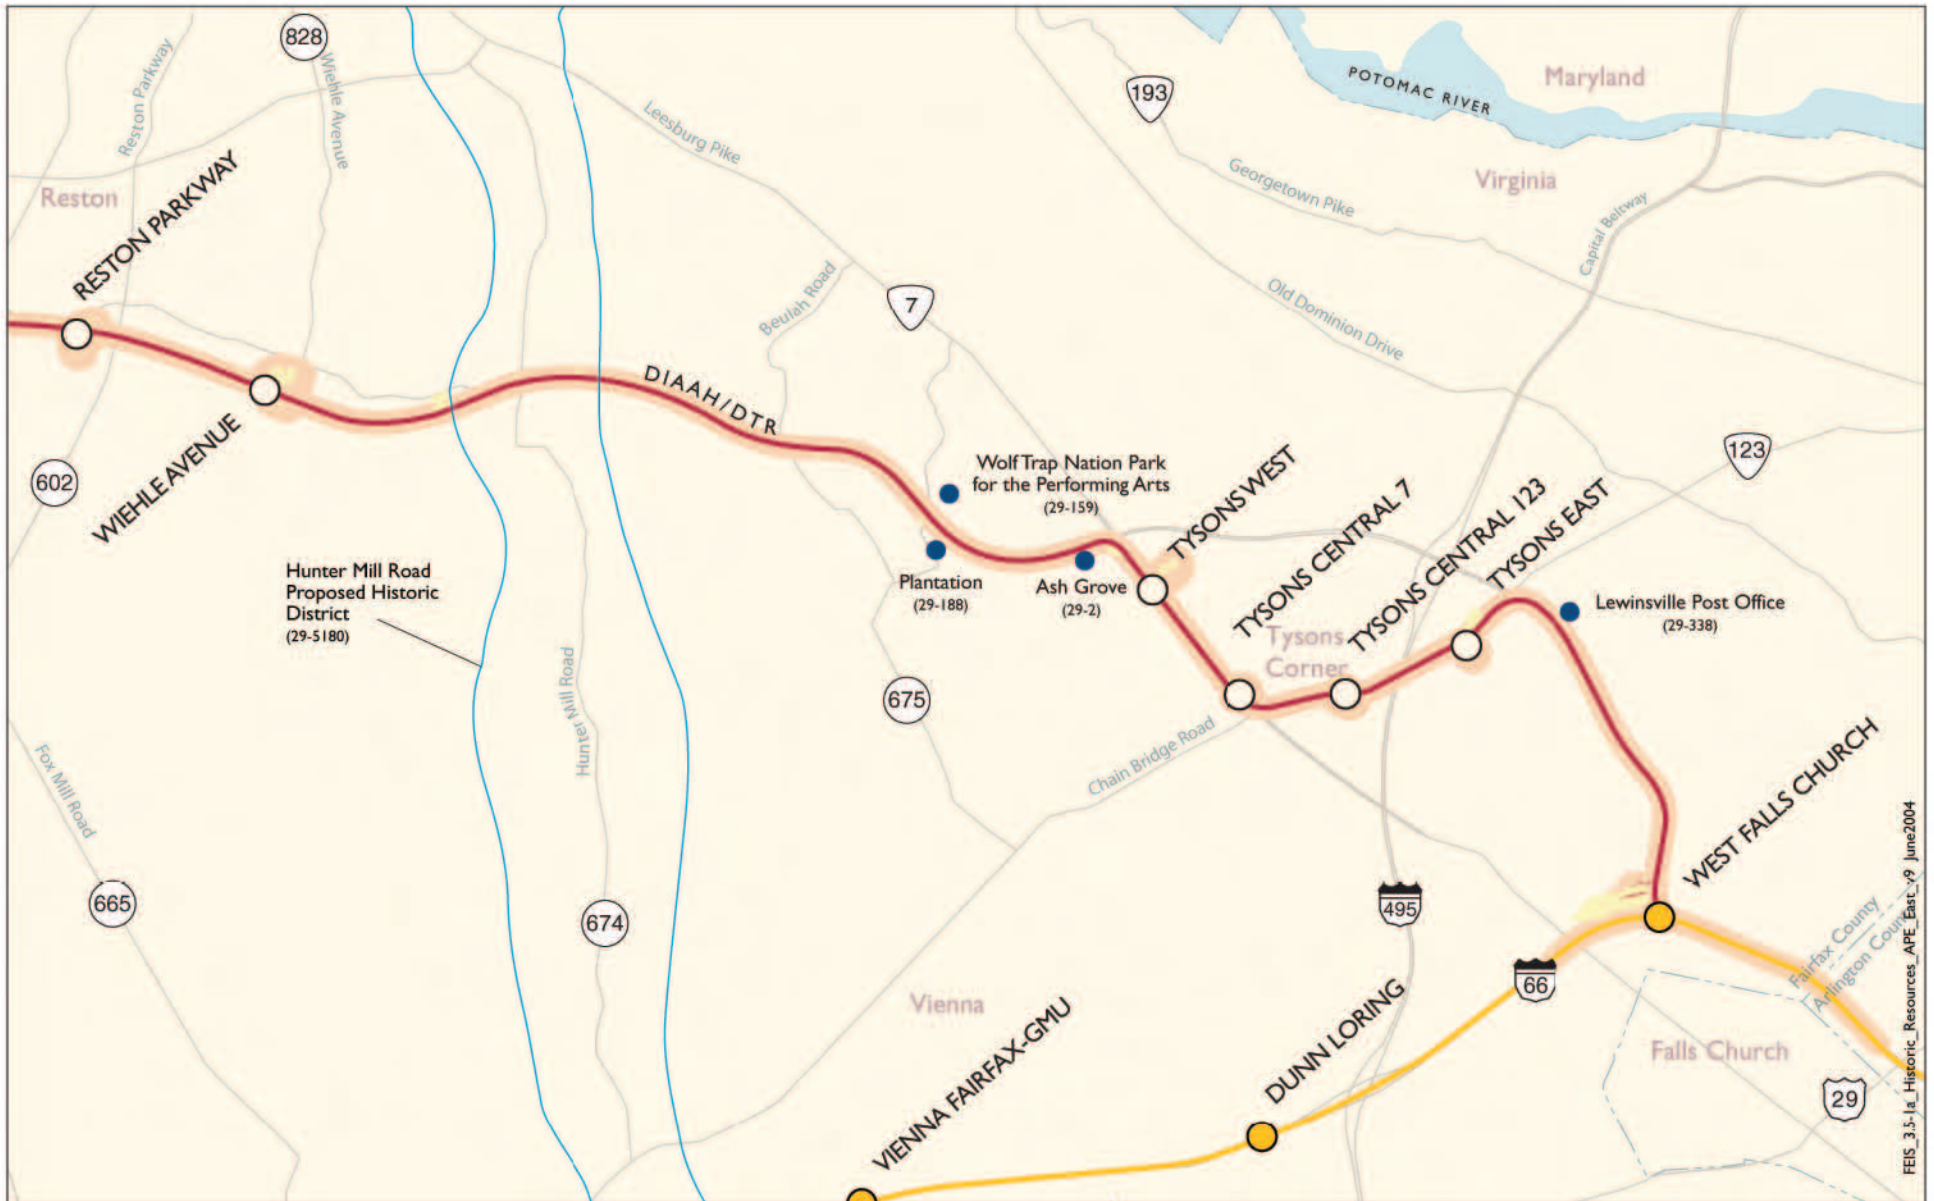 828
Reston Parkway
Wiehle Avenue
Leesburg Pike
193
POTOMAC RIVER
Maryland
Virginia
Georgetown Pike
Capital Beltway
Reston
RESTON PARKWAY
Beulah Road
7
Old Dominion Drive
DIAAH/DTR
WIEHLE AVENUE
602
123
Wolf Trap Nation Park
for the Performing Arts
(29-159)
TYSONS WEST
TYSONS CENTRAL 7
TYSONS CENTRAL 123
TYSONS EAST
Hunter Mill Road
Proposed Historic
District
(29-5180)
Plantation
(29-188)
Ash Grove
(29-2)
Lewinsville Post Office
(29-338)
Tysons
Corner
Hunter Mill Road
675
Chain Bridge Road
Fox Mill Road
WEST FALLS CHURCH
665
674
495
66
Fairfax County
Arlington County
Vienna
VIENNA FAIRFAX-GMU
DUNN LORING
Falls Church
29
FEIS_3.5-1a_Historic_Resources_APE_East_v9 June2004